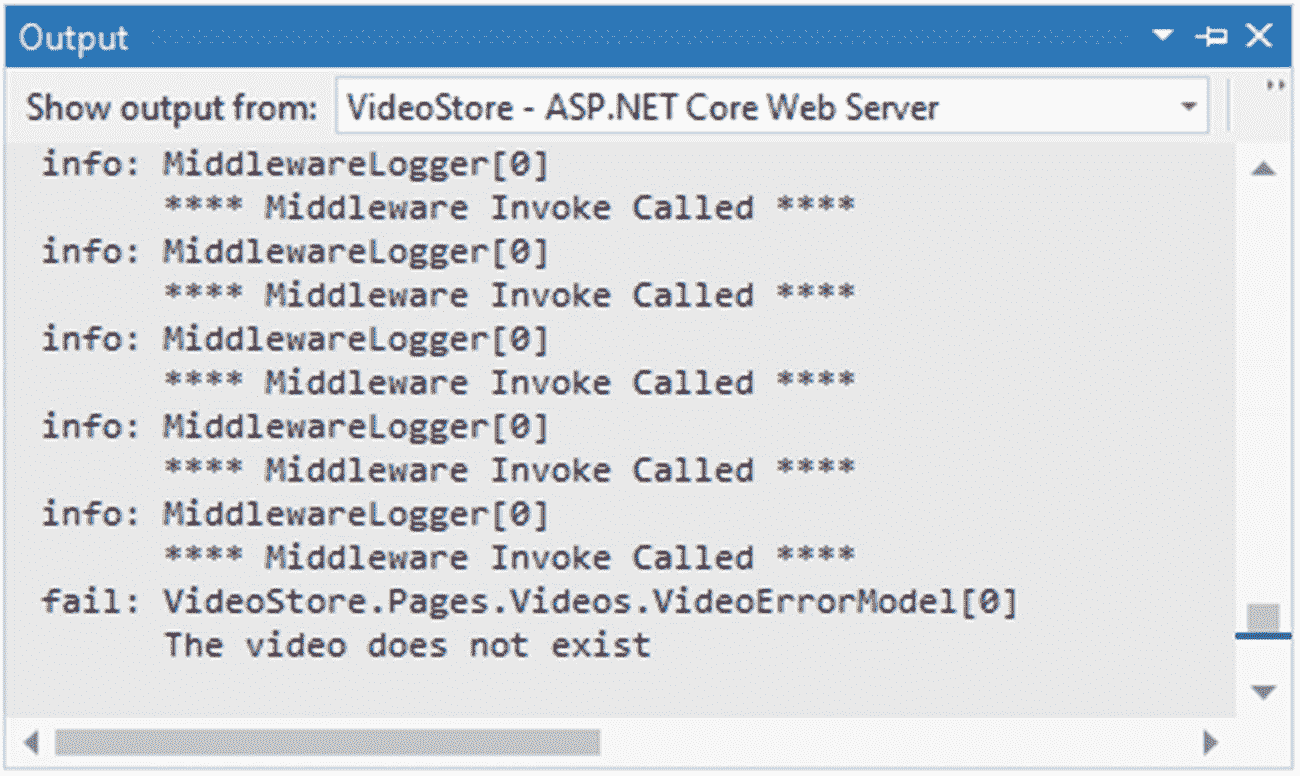 Output
Show output from: VideoStore - ASP.NET Core Web Server
info: MiddlewareLogger[0]
**** Middleware Invoke Called ****
info: MiddlewareLogger[0]
**** Middleware Invoke Called ****
info: MiddlewareLogger[0]
**** Middleware Invoke Called ****
info: MiddlewareLogger[0]
**** Middleware Invoke Called ****
info: MiddlewareLogger[0]
**** Middleware Invoke Called ****
fail: VideoStore.Pages.Videos.VideoErrorModel[0]
The video does not exist